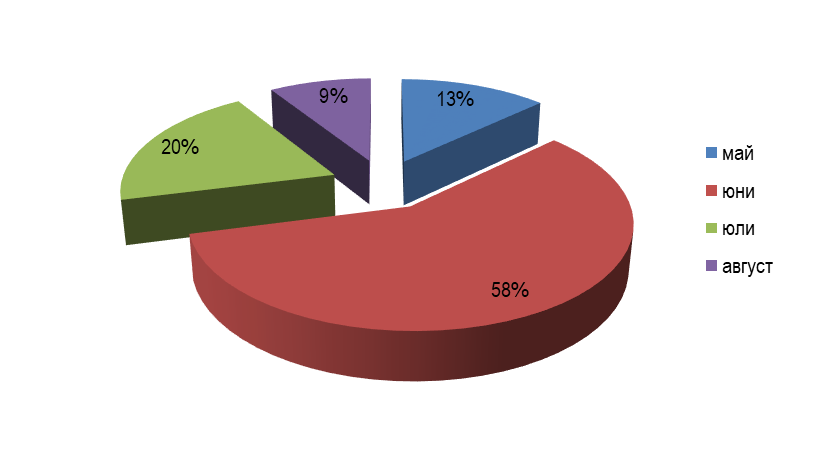 9%
13%
20%
58%
май
юни
юли
август